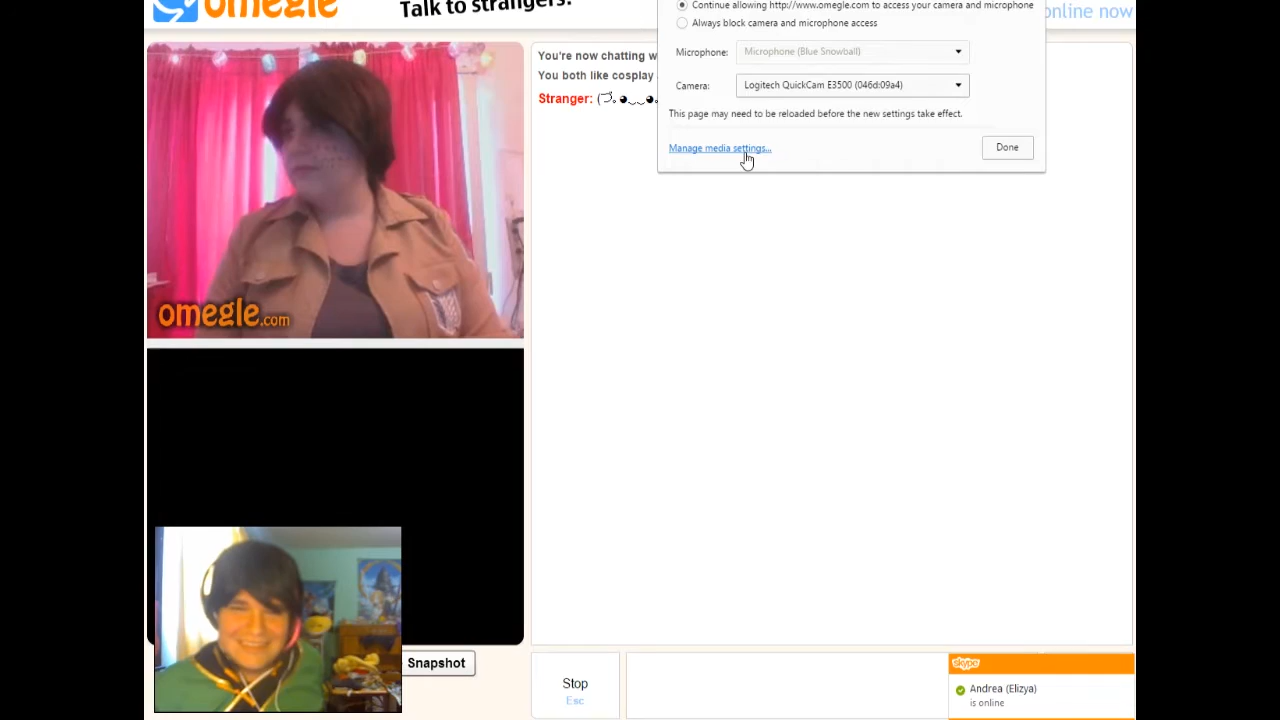 omegle
Talk to strangers!
online now
Continue allowing http://www.omegle.com to access your camera and microphone
Always block camera and microphone access
Microphone: Microphone (Blue Snowball)
Camera: Logitech QuickCam E3500 (046d:09a4)
This page may need to be reloaded before the new settings take effect.
Manage media settings...
Done
You're now chatting w
You both like cosplay
Stranger: (づ｡◕‿‿◕｡
omegle.com
Snapshot
Stop
Esc
skype
Andrea (Elizya)
is online